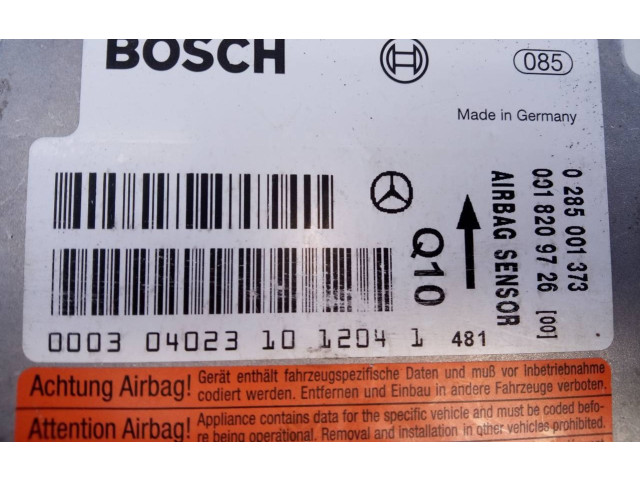 BOSCH
085
Made in Germany
0 285 001 373
001 820 97 26 [00]
AIRBAG SENSOR
Q10
0003 04023 10 1204 1 481
Achtung Airbag! Gerät enthält fahrzeugspezifische Daten und muß vor Inbetriebnahme
codiert werden. Entfernen und Einbau in andere Fahrzeuge verboten.
Attention Airbag! Appliance contains data for the specific vehicle and must be coded befo-
re being operational. Removal and installation in other vehicles prohibited.